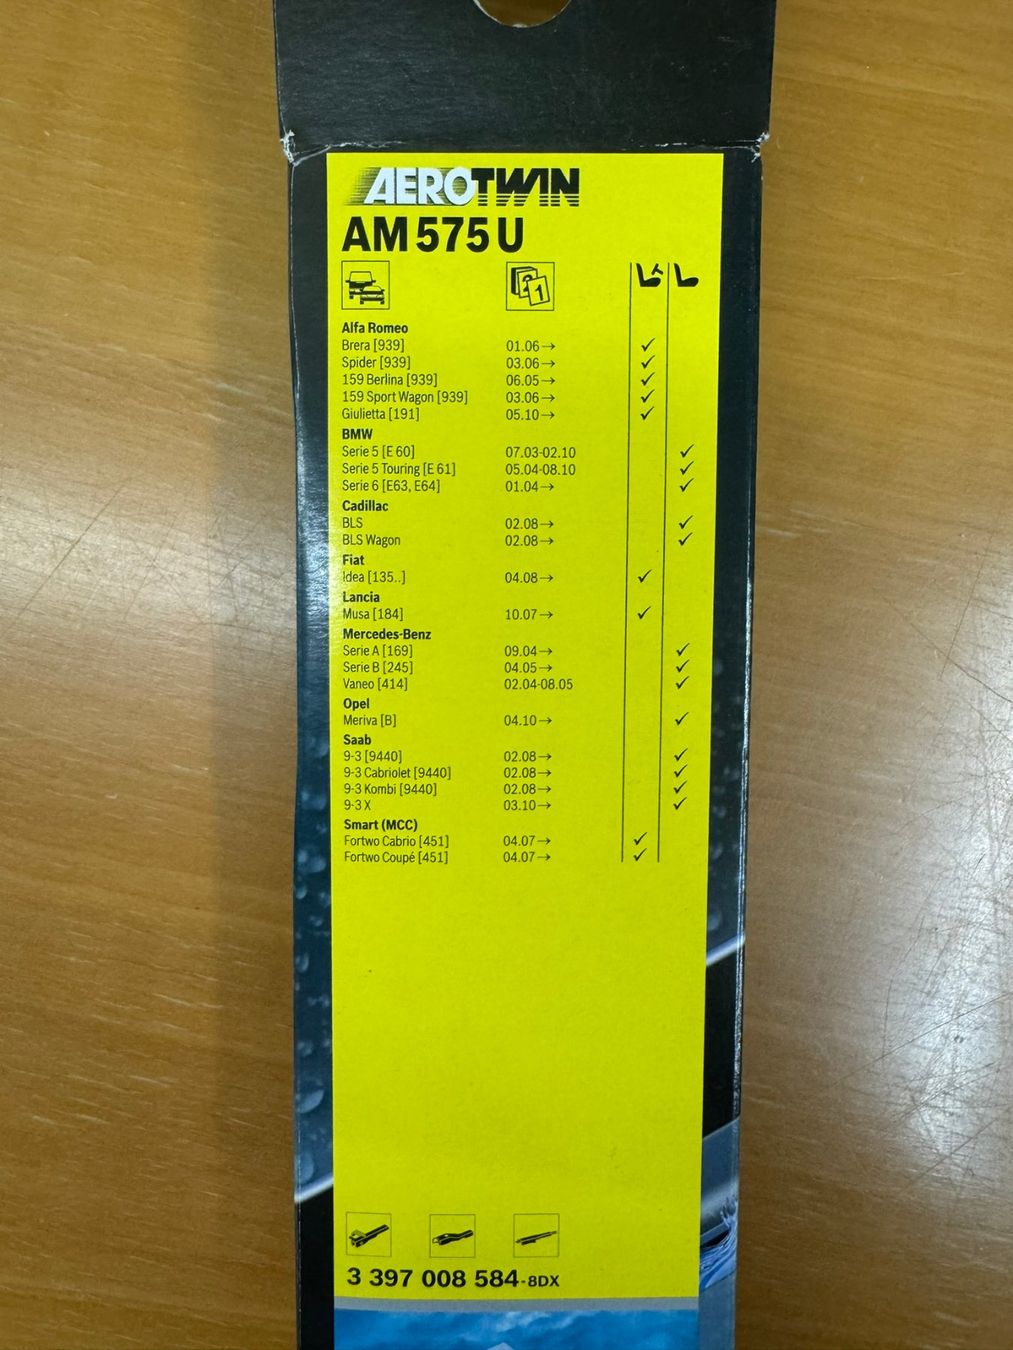 AEROTWIN
AM 575 U
2 1
Alfa Romeo
Brera [939] 01.06→ ✓
Spider [939] 03.06→ ✓
159 Berlina [939] 06.05→ ✓
159 Sport Wagon [939] 03.06→ ✓
Giulietta [191] 05.10→ ✓
BMW
Serie 5 [E 60] 07.03-02.10 ✓
Serie 5 Touring [E 61] 05.04-08.10 ✓
Serie 6 [E63, E64] 01.04→ ✓
Cadillac
BLS 02.08→ ✓
BLS Wagon 02.08→ ✓
Fiat
Idea [135..] 04.08→ ✓
Lancia
Musa [184] 10.07→ ✓
Mercedes-Benz
Serie A [169] 09.04→ ✓
Serie B [245] 04.05→ ✓
Vaneo [414] 02.04-08.05 ✓
Opel
Meriva [B] 04.10→ ✓
Saab
9-3 [9440] 02.08→ ✓
9-3 Cabriolet [9440] 02.08→ ✓
9-3 Kombi [9440] 02.08→ ✓
9-3 X 03.10→ ✓
Smart (MCC)
Fortwo Cabrio [451] 04.07→ ✓
Fortwo Coupé [451] 04.07→ ✓
3 397 008 584-8DX